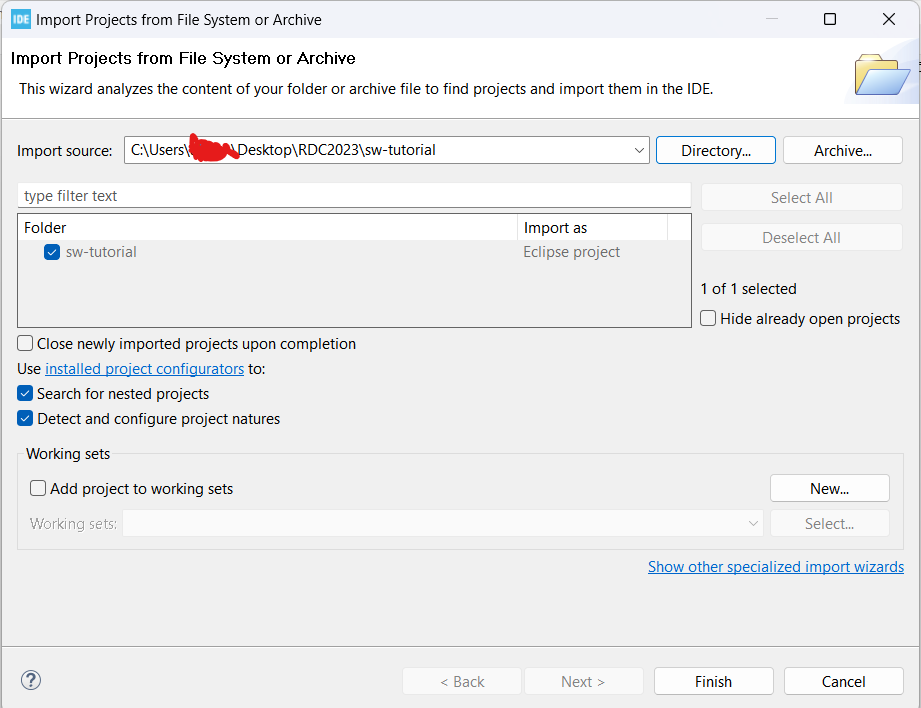 IDE Import Projects from File System or Archive
Import Projects from File System or Archive
This wizard analyzes the content of your folder or archive file to find projects and import them in the IDE.
Import source: C:\Users\ \Desktop\RDC2023\sw-tutorial Directory... Archive...
type filter text Select All
Folder Import as
Deselect All
sw-tutorial Eclipse project
1 of 1 selected
Hide already open projects
Close newly imported projects upon completion
Use installed project configurators to:
Search for nested projects
Detect and configure project natures
Working sets
Add project to working sets New...
Working sets: Select...
Show other specialized import wizards
? < Back Next > Finish Cancel